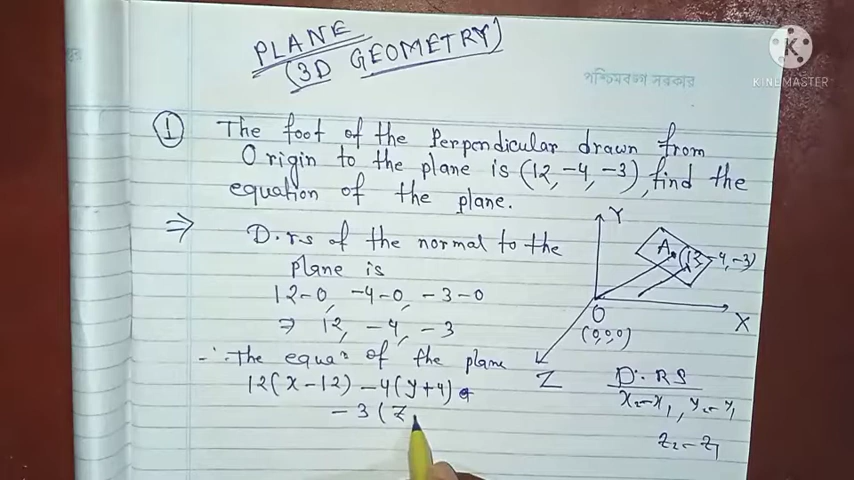 PLANE
(3D GEOMETRY)
K
KINEMASTER
পশ্চিমবঙ্গ সরকার
① The foot of the Perpendicular drawn from
Origin to the plane is (12, -4, -3), find the
equation of the plane.
⇒ D.rs of the normal to the
plane is
12-0, -4-0, -3-0
⇒ 12, -4, -3
∴ The equaⁿ of the plane
12(x-12) -4(y+4)
-3(z
Y
A (12, -4, -3)
O
(0,0,0)
X
Z
D.RS
x₂-x₁, y₂-y₁
z₂-z₁